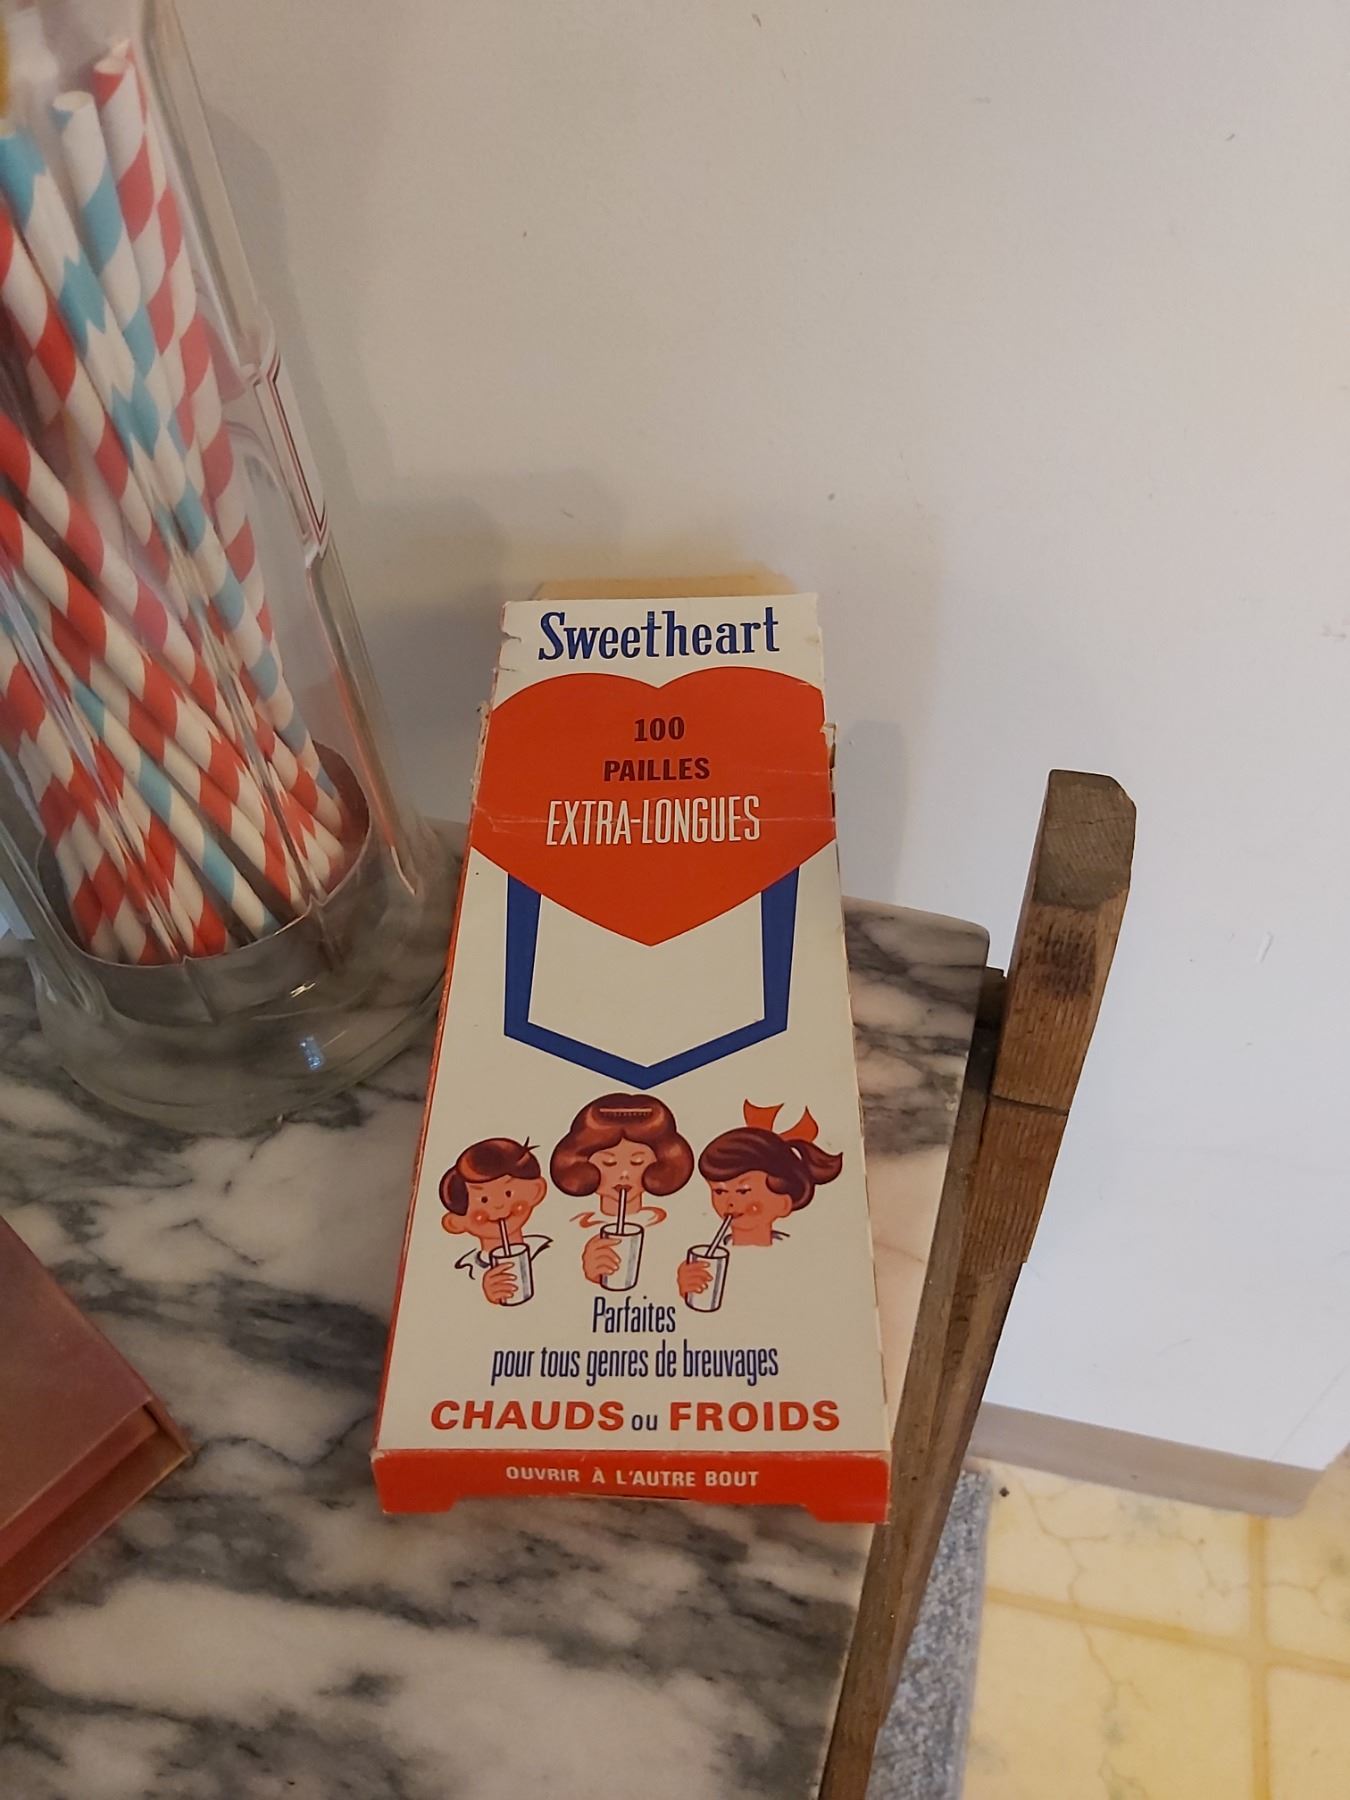 Sweetheart
100
PAILLES
EXTRA-LONGUES
Parfaites
pour tous genres de breuvages
CHAUDS OU FROIDS
OUVRIR À L'AUTRE BOUT